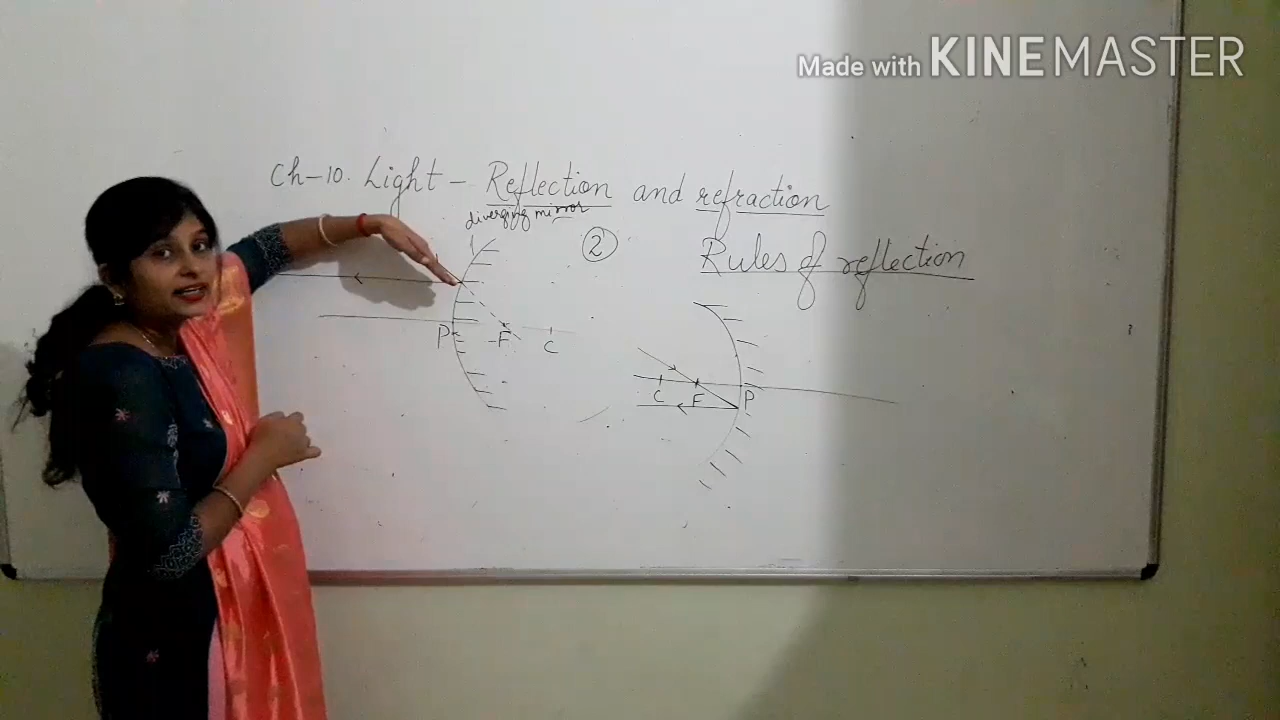 Made with KINEMASTER
Ch-10. Light - Reflection and refraction
diverging mirror
2
Rules of reflection
P F C
C F P